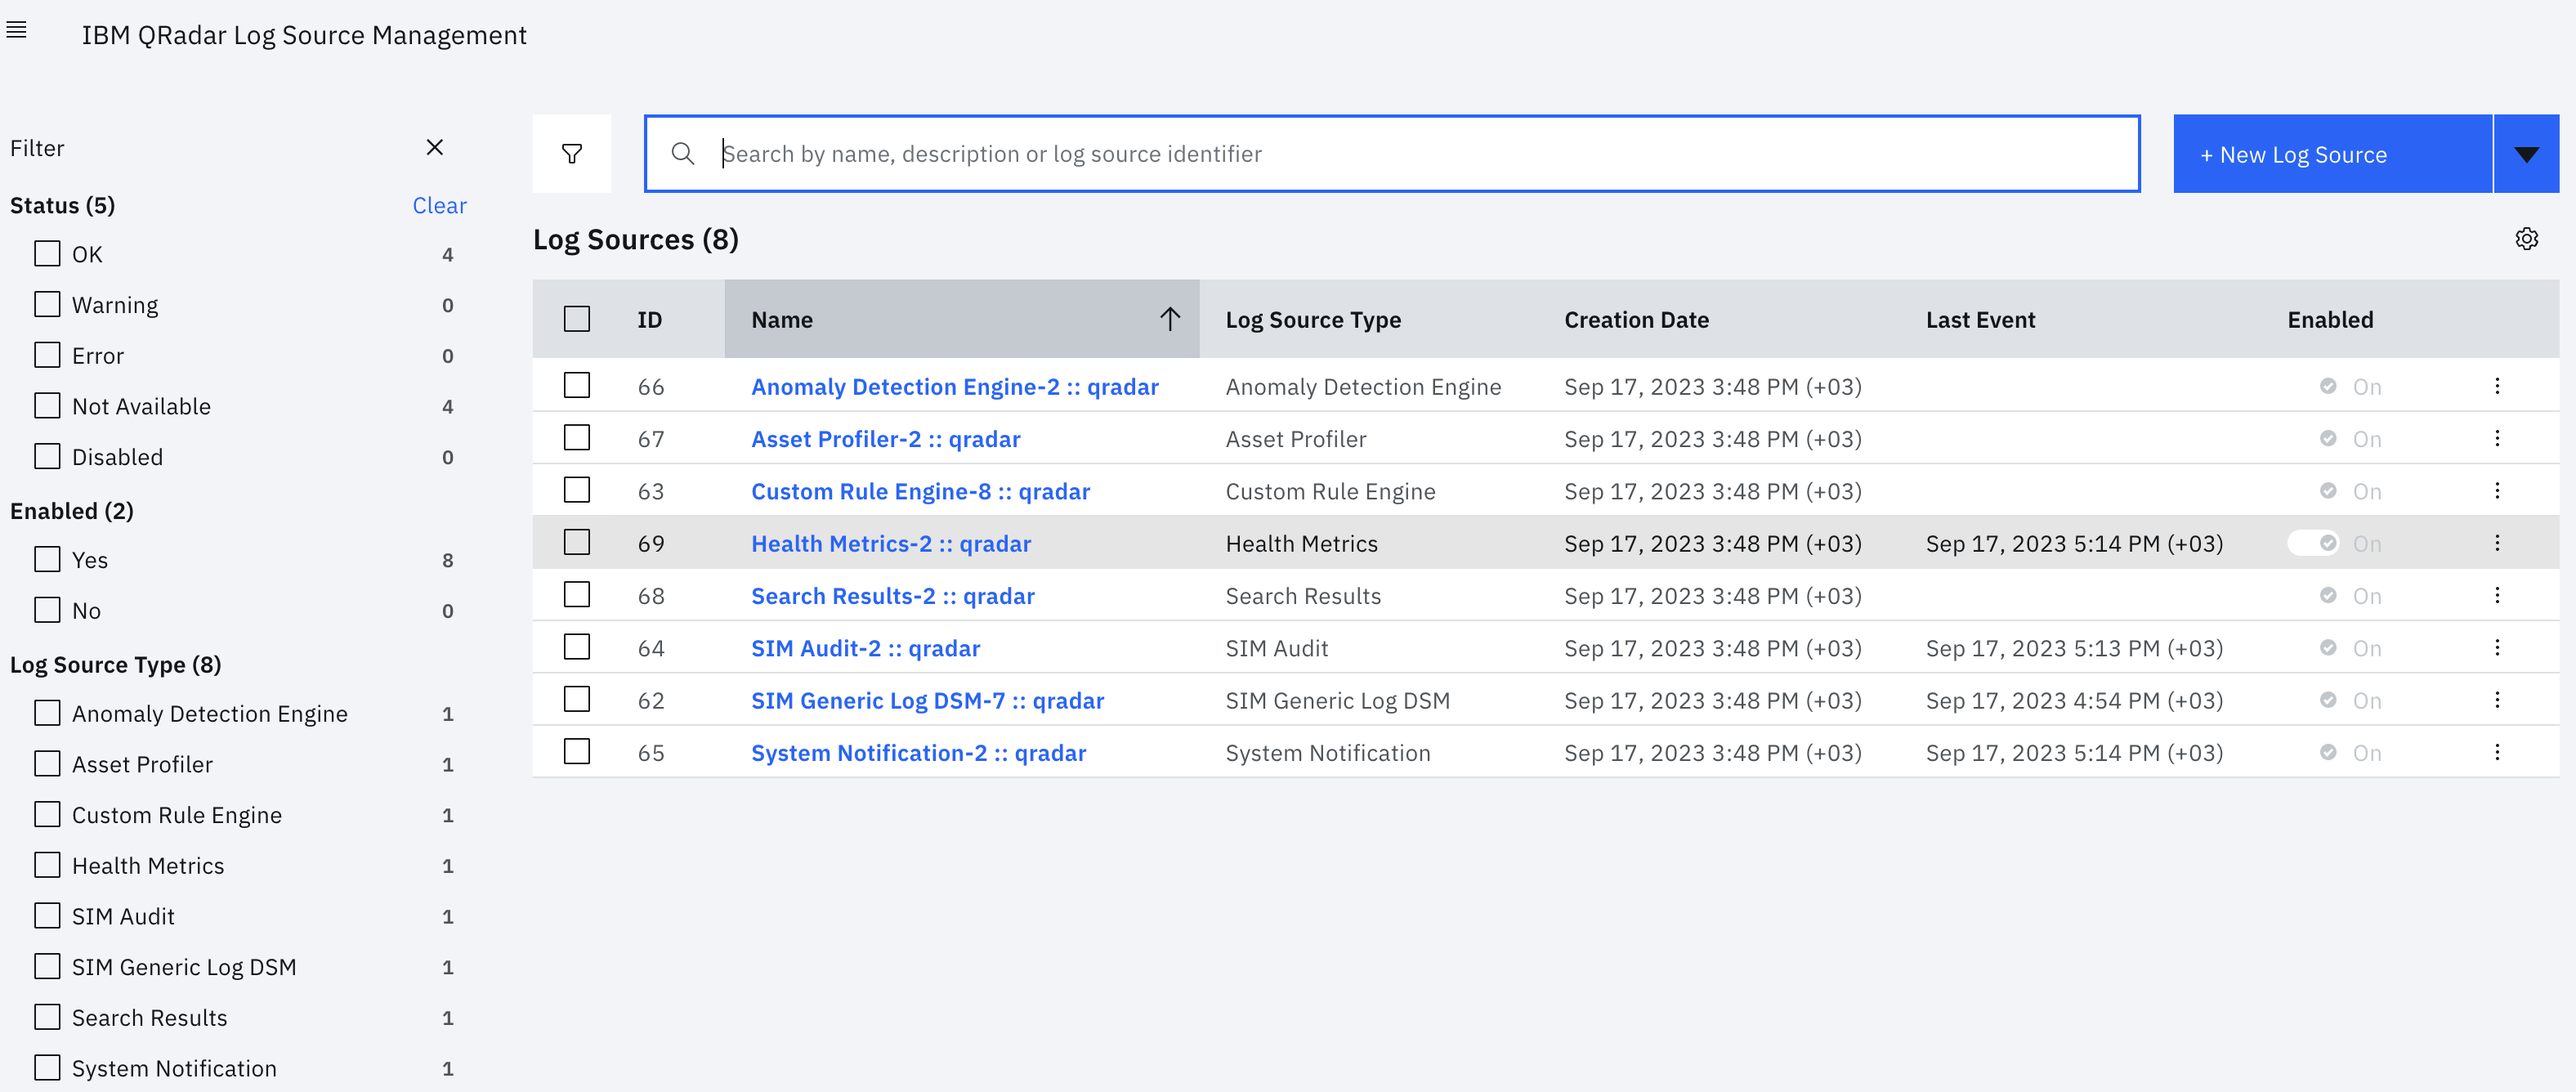 IBM QRadar Log Source Management
Filter
Status (5) Clear
OK 4
Warning 0
Error 0
Not Available 4
Disabled 0
Enabled (2)
Yes 8
No 0
Log Source Type (8)
Anomaly Detection Engine 1
Asset Profiler 1
Custom Rule Engine 1
Health Metrics 1
SIM Audit 1
SIM Generic Log DSM 1
Search Results 1
System Notification 1
Search by name, description or log source identifier
+ New Log Source
Log Sources (8)
ID Name Log Source Type Creation Date Last Event Enabled
66 Anomaly Detection Engine-2 :: qradar Anomaly Detection Engine Sep 17, 2023 3:48 PM (+03) On
67 Asset Profiler-2 :: qradar Asset Profiler Sep 17, 2023 3:48 PM (+03) On
63 Custom Rule Engine-8 :: qradar Custom Rule Engine Sep 17, 2023 3:48 PM (+03) On
69 Health Metrics-2 :: qradar Health Metrics Sep 17, 2023 3:48 PM (+03) Sep 17, 2023 5:14 PM (+03) On
68 Search Results-2 :: qradar Search Results Sep 17, 2023 3:48 PM (+03) On
64 SIM Audit-2 :: qradar SIM Audit Sep 17, 2023 3:48 PM (+03) Sep 17, 2023 5:13 PM (+03) On
62 SIM Generic Log DSM-7 :: qradar SIM Generic Log DSM Sep 17, 2023 3:48 PM (+03) Sep 17, 2023 4:54 PM (+03) On
65 System Notification-2 :: qradar System Notification Sep 17, 2023 3:48 PM (+03) Sep 17, 2023 5:14 PM (+03) On